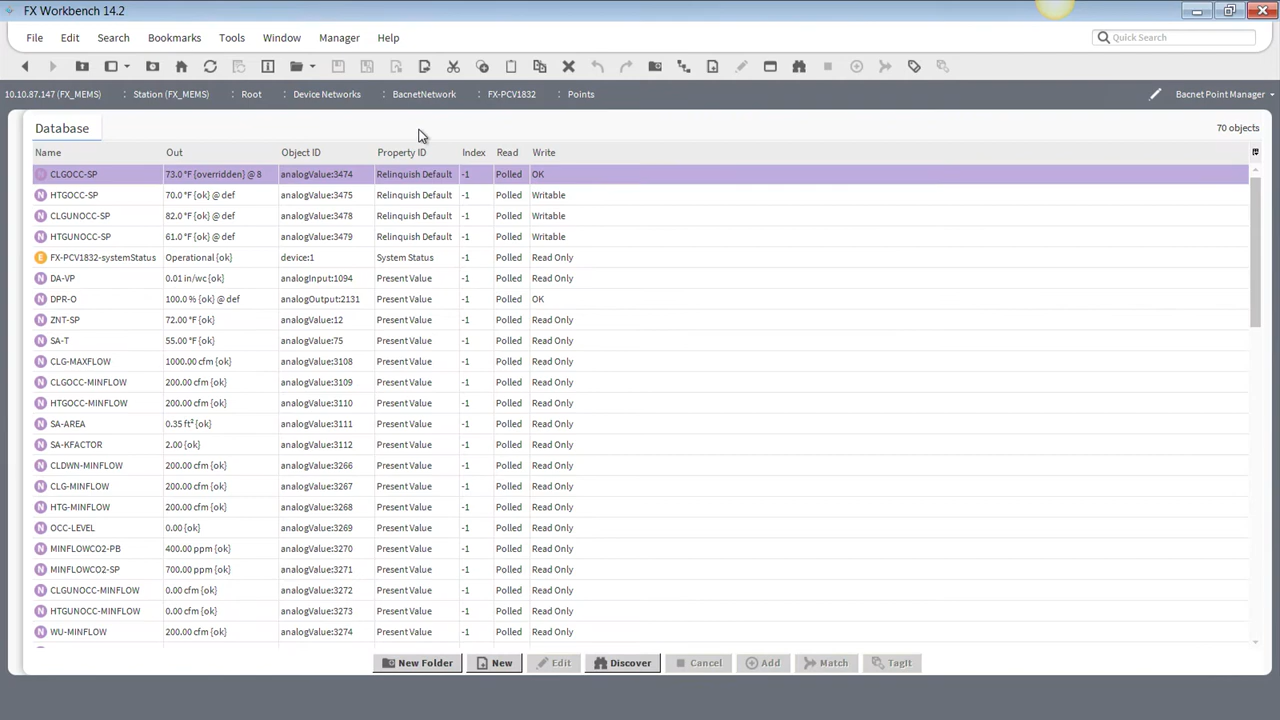 FX Workbench 14.2
File Edit Search Bookmarks Tools Window Manager Help Quick Search
10.10.87.147 (FX_MEMS) : Station (FX_MEMS) : Root : Device Networks : BacnetNetwork : FX-PCV1832 : Points Bacnet Point Manager
Database 70 objects
Name Out Object ID Property ID Index Read Write
N CLGOCC-SP 73.0 °F {overridden} @ 8 analogValue:3474 Relinquish Default -1 Polled OK
N HTGOCC-SP 70.0 °F {ok} @ def analogValue:3475 Relinquish Default -1 Polled Writable
N CLGUNOCC-SP 82.0 °F {ok} @ def analogValue:3478 Relinquish Default -1 Polled Writable
N HTGUNOCC-SP 61.0 °F {ok} @ def analogValue:3479 Relinquish Default -1 Polled Writable
E FX-PCV1832-systemStatus Operational {ok} device:1 System Status -1 Polled Read Only
N DA-VP 0.01 in/wc {ok} analogInput:1094 Present Value -1 Polled Read Only
N DPR-O 100.0 % {ok} @ def analogOutput:2131 Present Value -1 Polled OK
N ZNT-SP 72.00 °F {ok} analogValue:12 Present Value -1 Polled Read Only
N SA-T 55.00 °F {ok} analogValue:75 Present Value -1 Polled Read Only
N CLG-MAXFLOW 1000.00 cfm {ok} analogValue:3108 Present Value -1 Polled Read Only
N CLGOCC-MINFLOW 200.00 cfm {ok} analogValue:3109 Present Value -1 Polled Read Only
N HTGOCC-MINFLOW 200.00 cfm {ok} analogValue:3110 Present Value -1 Polled Read Only
N SA-AREA 0.35 ft² {ok} analogValue:3111 Present Value -1 Polled Read Only
N SA-KFACTOR 2.00 {ok} analogValue:3112 Present Value -1 Polled Read Only
N CLDWN-MINFLOW 200.00 cfm {ok} analogValue:3266 Present Value -1 Polled Read Only
N CLG-MINFLOW 200.00 cfm {ok} analogValue:3267 Present Value -1 Polled Read Only
N HTG-MINFLOW 200.00 cfm {ok} analogValue:3268 Present Value -1 Polled Read Only
N OCC-LEVEL 0.00 {ok} analogValue:3269 Present Value -1 Polled Read Only
N MINFLOWCO2-PB 400.00 ppm {ok} analogValue:3270 Present Value -1 Polled Read Only
N MINFLOWCO2-SP 700.00 ppm {ok} analogValue:3271 Present Value -1 Polled Read Only
N CLGUNOCC-MINFLOW 0.00 cfm {ok} analogValue:3272 Present Value -1 Polled Read Only
N HTGUNOCC-MINFLOW 0.00 cfm {ok} analogValue:3273 Present Value -1 Polled Read Only
N WU-MINFLOW 200.00 cfm {ok} analogValue:3274 Present Value -1 Polled Read Only
New Folder New Edit Discover Cancel Add Match TagIt